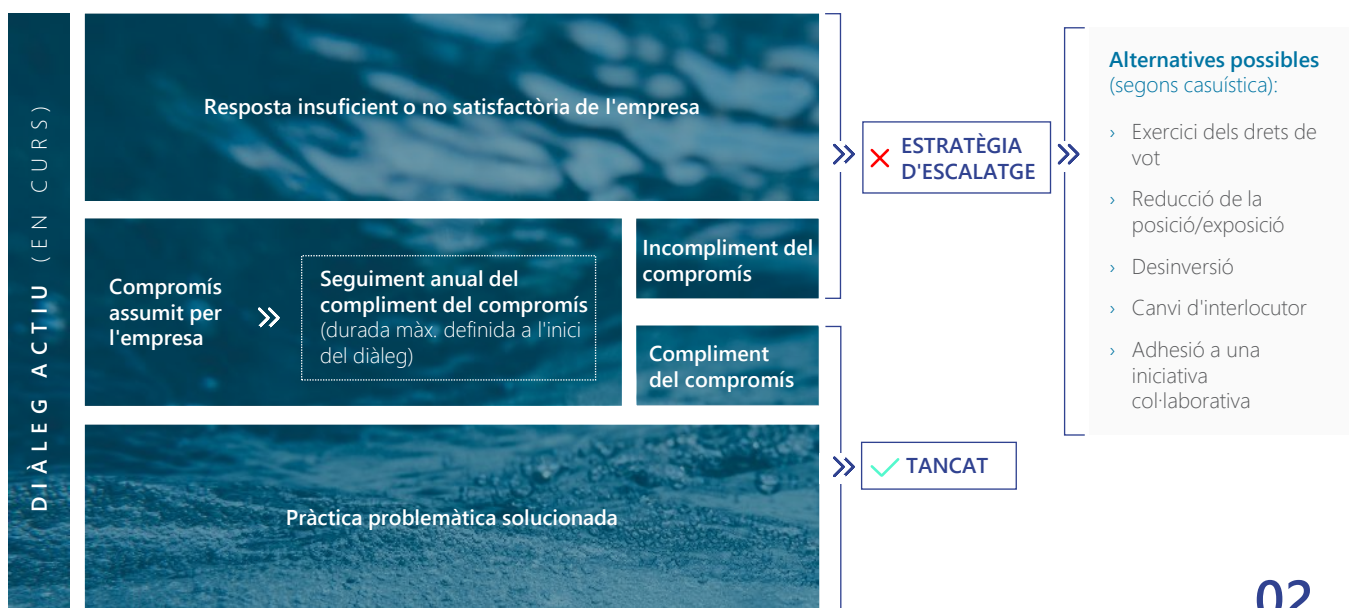 DIÀLEG ACTIU (EN CURS)
Resposta insuficient o no satisfactòria de l'empresa
Compromís
assumit per
l'empresa
Seguiment anual del
compliment del compromís
(durada màx. definida a l'inici
del diàleg)
Incompliment del
compromís
Compliment
del compromís
Pràctica problemàtica solucionada
ESTRATÈGIA
D'ESCALATGE
TANCAT
Alternatives possibles
(segons casuística):
› Exercici dels drets de
vot
› Reducció de la
posició/exposició
› Desinversió
› Canvi d'interlocutor
› Adhesió a una
iniciativa
col·laborativa
02